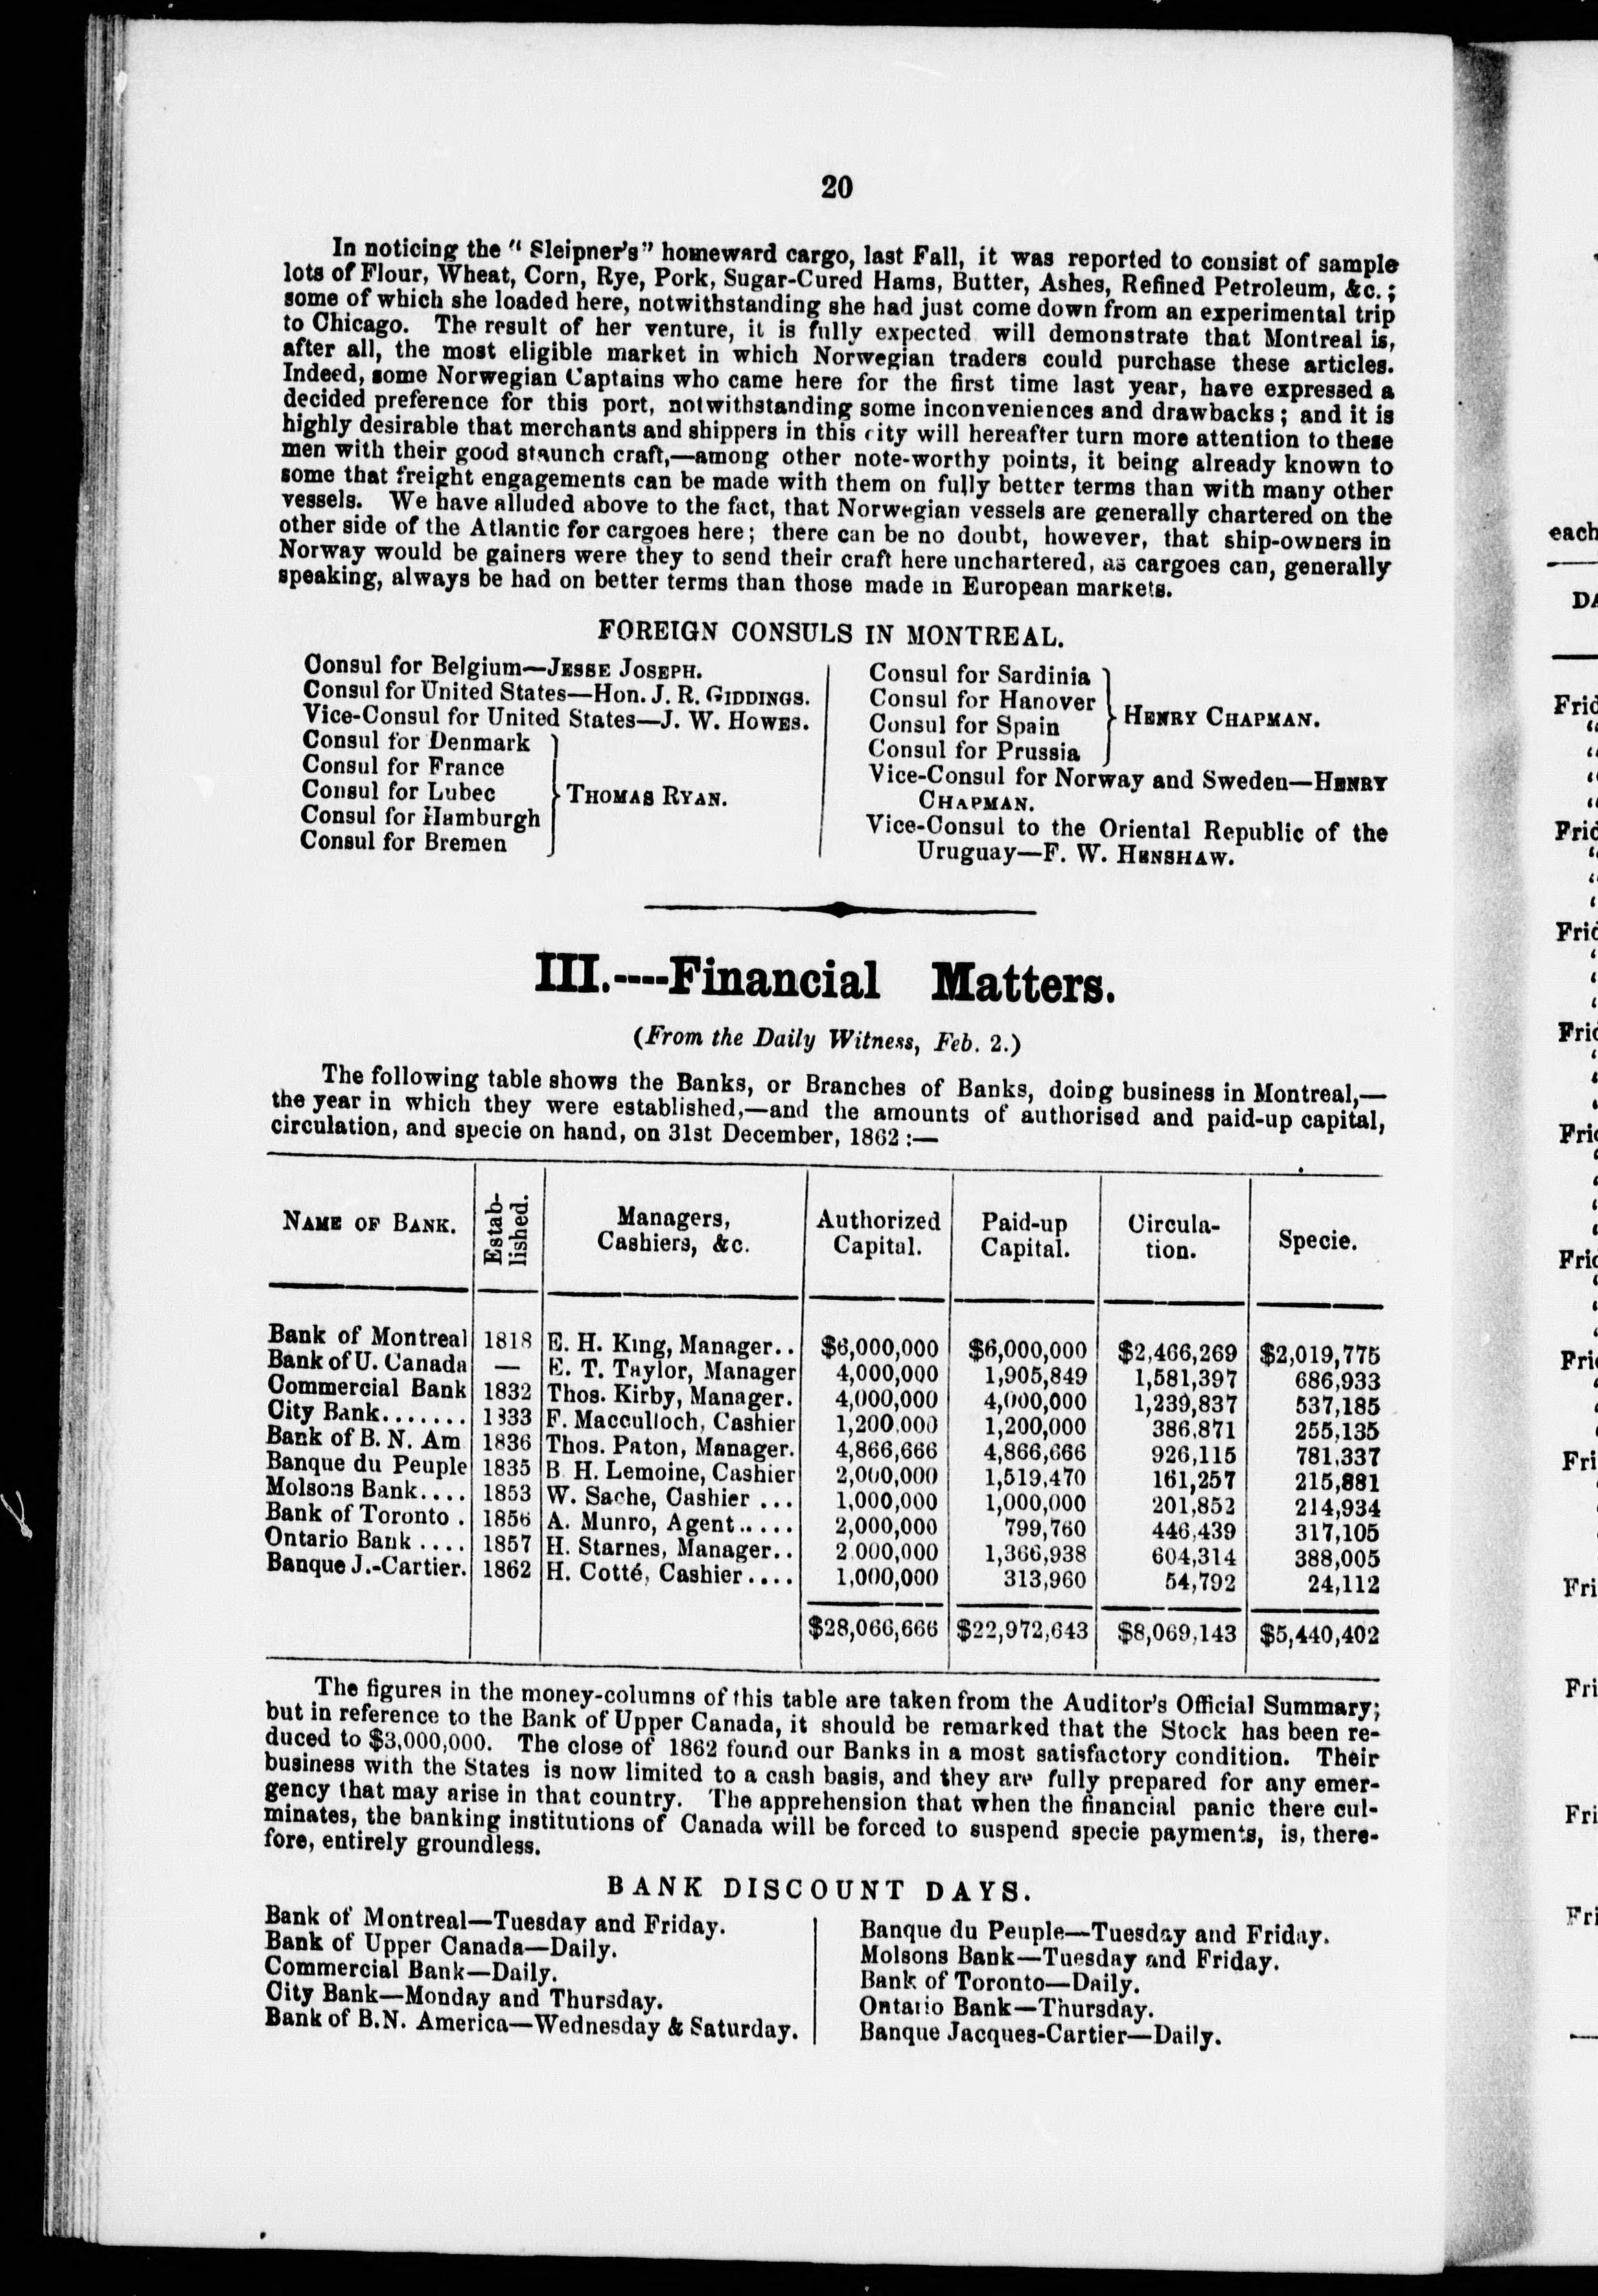 20
In noticing the "Sleipner's" homeward cargo, last Fall, it was reported to consist of sample
lots of Flour, Wheat, Corn, Rye, Pork, Sugar-Cured Hams, Butter, Ashes, Refined Petroleum, &c.;
some of which she loaded here, notwithstanding she had just come down from an experimental trip
to Chicago. The result of her venture, it is fully expected will demonstrate that Montreal is,
after all, the most eligible market in which Norwegian traders could purchase these articles.
Indeed, some Norwegian Captains who came here for the first time last year, have expressed a
decided preference for this port, notwithstanding some inconveniences and drawbacks; and it is
highly desirable that merchants and shippers in this city will hereafter turn more attention to these
men with their good staunch craft,—among other note-worthy points, it being already known to
some that freight engagements can be made with them on fully better terms than with many other
vessels. We have alluded above to the fact, that Norwegian vessels are generally chartered on the
other side of the Atlantic for cargoes here; there can be no doubt, however, that ship-owners in
Norway would be gainers were they to send their craft here unchartered, as cargoes can, generally
speaking, always be had on better terms than those made in European markets.
FOREIGN CONSULS IN MONTREAL.
Consul for Belgium—JESSE JOSEPH.
Consul for United States—Hon. J. R. GIDDINGS.
Vice-Consul for United States—J. W. HOWES.
Consul for Denmark
Consul for France
Consul for Lubec
Consul for Hamburgh
Consul for Bremen
THOMAS RYAN.
Consul for Sardinia
Consul for Hanover
Consul for Spain
Consul for Prussia
HENRY CHAPMAN.
Vice-Consul for Norway and Sweden—HENRY
CHAPMAN.
Vice-Consul to the Oriental Republic of the
Uruguay—F. W. HENSHAW.
III.----Financial Matters.
(From the Daily Witness, Feb. 2.)
The following table shows the Banks, or Branches of Banks, doing business in Montreal,—
the year in which they were established,—and the amounts of authorised and paid-up capital,
circulation, and specie on hand, on 31st December, 1862:—
NAME OF BANK. | Estab-lished. | Managers, Cashiers, &c. | Authorized Capital. | Paid-up Capital. | Circula-tion. | Specie.
Bank of Montreal | 1818 | E. H. King, Manager.. | $6,000,000 | $6,000,000 | $2,466,269 | $2,019,775
Bank of U. Canada | — | E. T. Taylor, Manager | 4,000,000 | 1,905,849 | 1,581,397 | 686,933
Commercial Bank | 1832 | Thos. Kirby, Manager. | 4,000,000 | 4,000,000 | 1,239,837 | 537,185
City Bank....... | 1833 | F. Macculloch, Cashier | 1,200,000 | 1,200,000 | 386,871 | 255,135
Bank of B. N. Am | 1836 | Thos. Paton, Manager. | 4,866,666 | 4,866,666 | 926,115 | 781,337
Banque du Peuple | 1835 | B. H. Lemoine, Cashier | 2,000,000 | 1,519,470 | 161,257 | 215,881
Molsons Bank.... | 1853 | W. Sache, Cashier ... | 1,000,000 | 1,000,000 | 201,852 | 214,934
Bank of Toronto . | 1856 | A. Munro, Agent..... | 2,000,000 | 799,760 | 446,439 | 317,105
Ontario Bank .... | 1857 | H. Starnes, Manager.. | 2,000,000 | 1,366,938 | 604,314 | 388,005
Banque J.-Cartier. | 1862 | H. Cotté, Cashier.... | 1,000,000 | 313,960 | 54,792 | 24,112
$28,066,666 | $22,972,643 | $8,069,143 | $5,440,402
The figures in the money-columns of this table are taken from the Auditor's Official Summary;
but in reference to the Bank of Upper Canada, it should be remarked that the Stock has been re-
duced to $3,000,000. The close of 1862 found our Banks in a most satisfactory condition. Their
business with the States is now limited to a cash basis, and they are fully prepared for any emer-
gency that may arise in that country. The apprehension that when the financial panic there cul-
minates, the banking institutions of Canada will be forced to suspend specie payments, is, there-
fore, entirely groundless.
BANK DISCOUNT DAYS.
Bank of Montreal—Tuesday and Friday.
Bank of Upper Canada—Daily.
Commercial Bank—Daily.
City Bank—Monday and Thursday.
Bank of B.N. America—Wednesday & Saturday.
Banque du Peuple—Tuesday and Friday.
Molsons Bank—Tuesday and Friday.
Bank of Toronto—Daily.
Ontario Bank—Thursday.
Banque Jacques-Cartier—Daily.
each